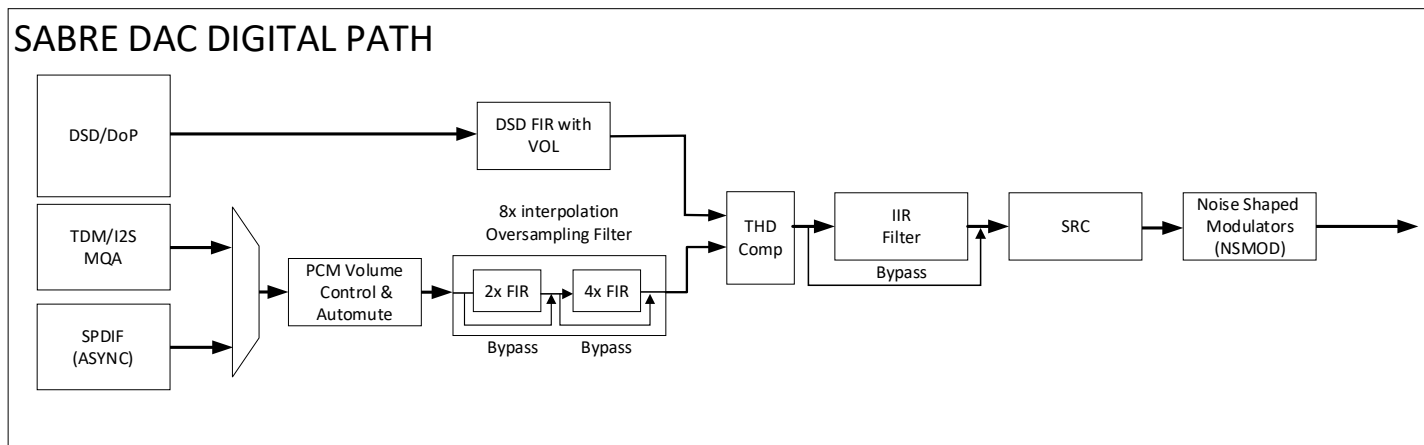 SABRE DAC DIGITAL PATH
DSD/DoP
DSD FIR with
VOL
TDM/I2S
MQA
SPDIF
(ASYNC)
PCM Volume
Control &
Automute
8x interpolation
Oversampling Filter
2x FIR
4x FIR
Bypass
Bypass
THD
Comp
IIR
Filter
Bypass
SRC
Noise Shaped
Modulators
(NSMOD)